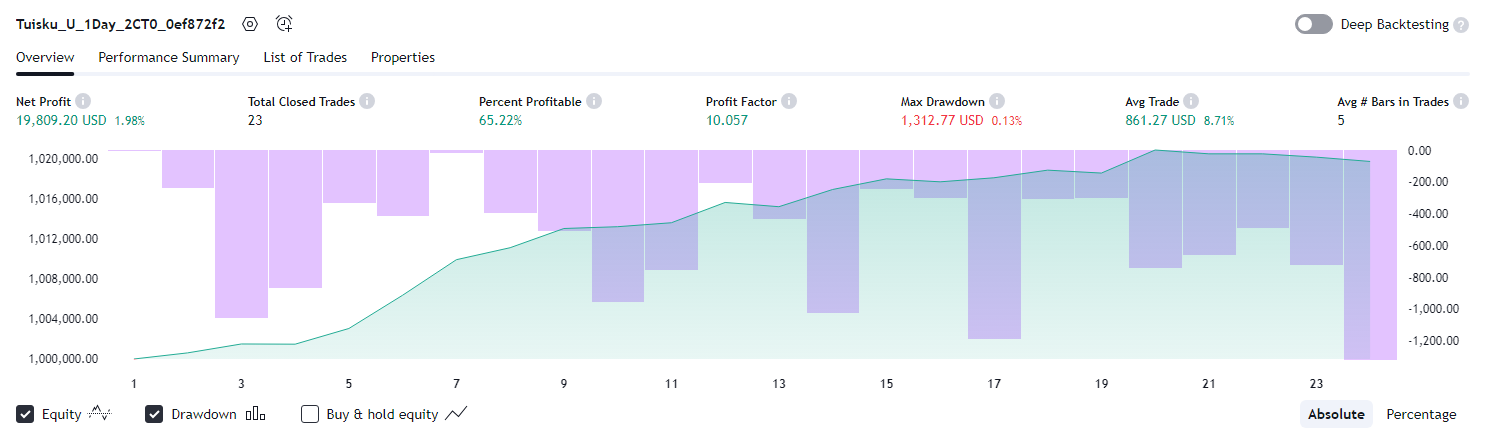 Tuisku_U_1Day_2CT0_0ef872f2 Deep Backtesting
Overview Performance Summary List of Trades Properties
Net Profit Total Closed Trades Percent Profitable Profit Factor Max Drawdown Avg Trade Avg # Bars in Trades
19,809.20 USD 1.98% 23 65.22% 10.057 1,312.77 USD 0.13% 861.27 USD 8.71% 5
1,020,000.00 0.00
1,016,000.00 -200.00
1,012,000.00 -400.00
1,008,000.00 -600.00
1,004,000.00 -800.00
1,000,000.00 -1,000.00
-1,200.00
1 3 5 7 9 11 13 15 17 19 21 23
Equity Drawdown Buy & hold equity Absolute Percentage